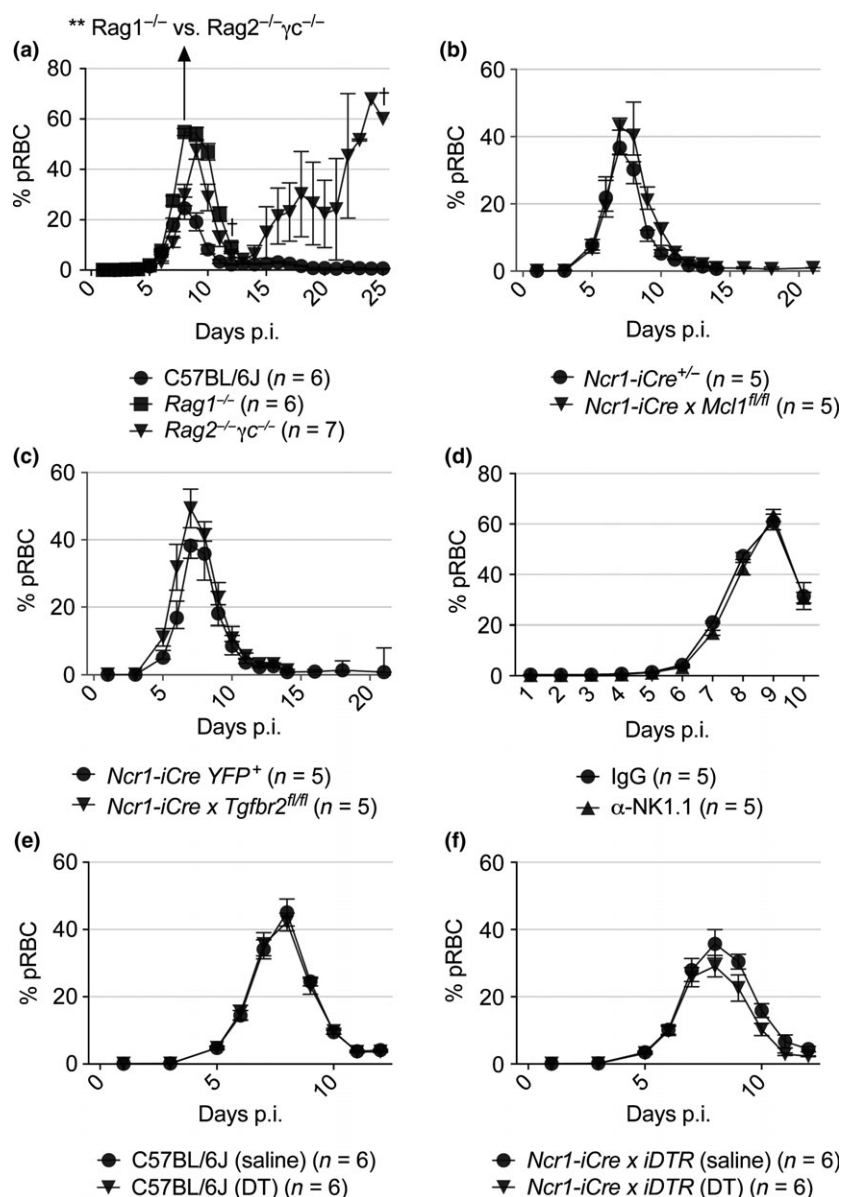 ** Rag1⁻/⁻ vs. Rag2⁻/⁻γc⁻/⁻
(a)
80
60
40
20
0
% pRBC
†
†
0 5 10 15 20 25
Days p.i.
C57BL/6J (n = 6)
Rag1⁻/⁻ (n = 6)
Rag2⁻/⁻γc⁻/⁻ (n = 7)
(b)
60
40
20
0
% pRBC
0 5 10 15 20
Days p.i.
Ncr1-iCre⁺/⁻ (n = 5)
Ncr1-iCre x Mcl1fl/fl (n = 5)
(c)
60
40
20
0
% pRBC
0 5 10 15 20
Days p.i.
Ncr1-iCre YFP⁺ (n = 5)
Ncr1-iCre x Tgfbr2fl/fl (n = 5)
(d)
80
60
40
20
0
% pRBC
1 2 3 4 5 6 7 8 9 10
Days p.i.
IgG (n = 5)
α-NK1.1 (n = 5)
(e)
60
40
20
0
% pRBC
0 5 10
Days p.i.
C57BL/6J (saline) (n = 6)
C57BL/6J (DT) (n = 6)
(f)
60
40
20
0
% pRBC
0 5 10
Days p.i.
Ncr1-iCre x iDTR (saline) (n = 6)
Ncr1-iCre x iDTR (DT) (n = 6)